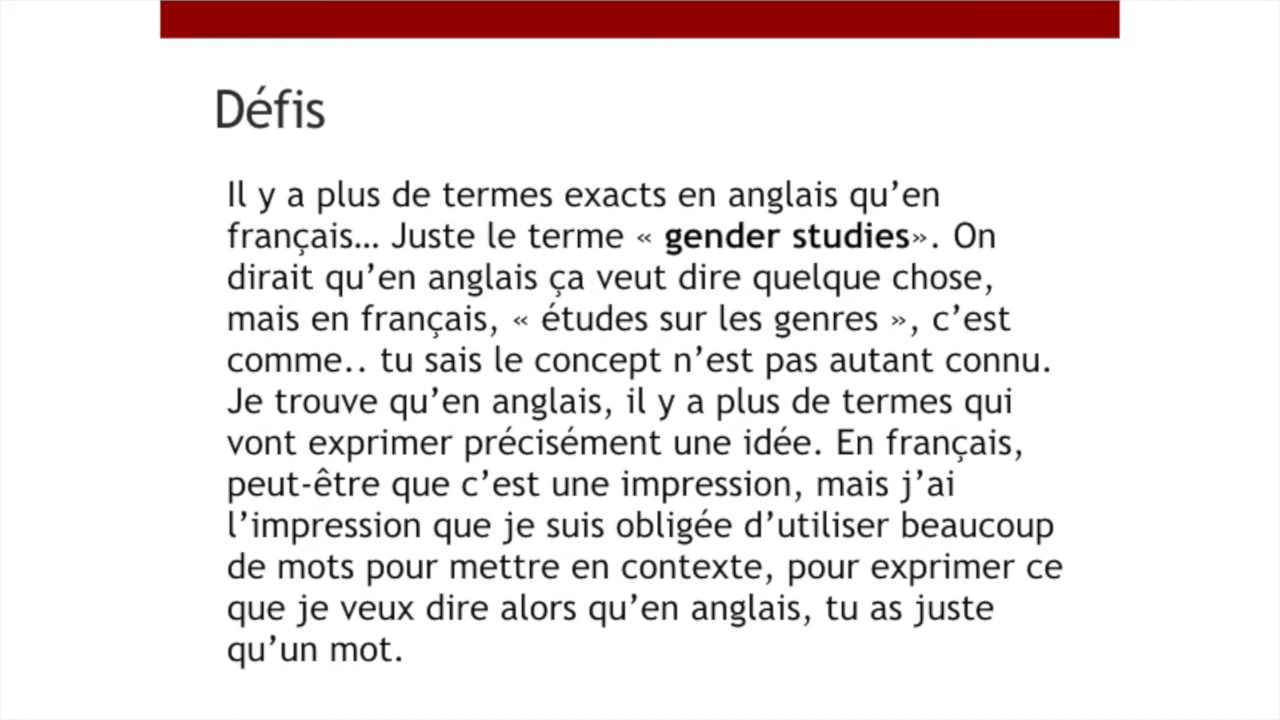 Défis
Il y a plus de termes exacts en anglais qu’en
français… Juste le terme « gender studies». On
dirait qu’en anglais ça veut dire quelque chose,
mais en français, « études sur les genres », c’est
comme.. tu sais le concept n’est pas autant connu.
Je trouve qu’en anglais, il y a plus de termes qui
vont exprimer précisément une idée. En français,
peut-être que c’est une impression, mais j’ai
l’impression que je suis obligée d’utiliser beaucoup
de mots pour mettre en contexte, pour exprimer ce
que je veux dire alors qu’en anglais, tu as juste
qu’un mot.